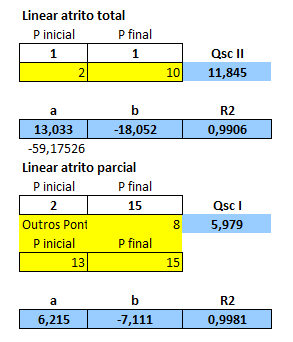 Linear atrito total
P inicial P final
1 1 Qsc II
2 10 11,845
a b R2
13,033 -18,052 0,9906
-59,17526
Linear atrito parcial
P inicial P final
2 15 Qsc I
Outros Pont 8 5,979
P inicial P final
13 15
a b R2
6,215 -7,111 0,9981